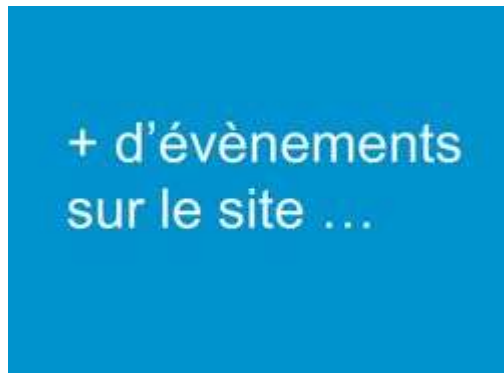 + d’évènements
sur le site ...